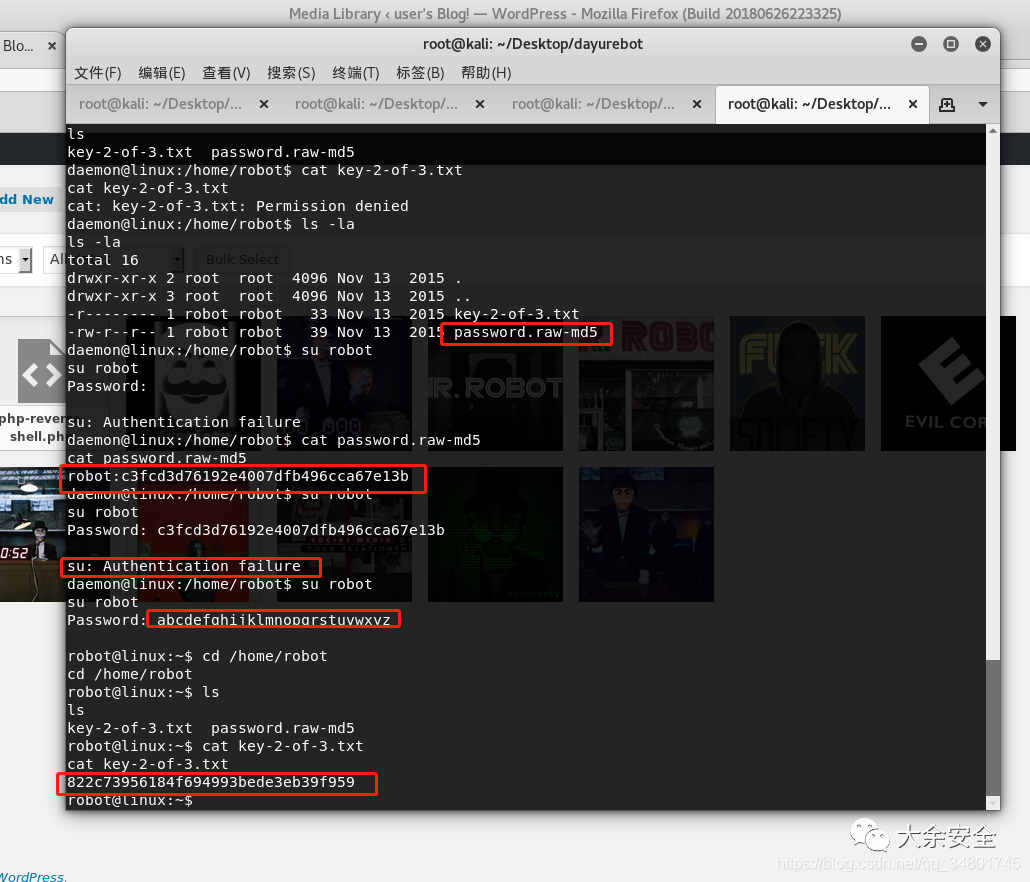 Media Library ‹ user's Blog! — WordPress - Mozilla Firefox (Build 20180626223325)
Blo...
root@kali: ~/Desktop/dayurebot
文件(F) 编辑(E) 查看(V) 搜索(S) 终端(T) 标签(B) 帮助(H)
root@kali: ~/Desktop/... root@kali: ~/Desktop/... root@kali: ~/Desktop/... root@kali: ~/Desktop/...
ls
key-2-of-3.txt password.raw-md5
daemon@linux:/home/robot$ cat key-2-of-3.txt
cat key-2-of-3.txt
dd New
cat: key-2-of-3.txt: Permission denied
daemon@linux:/home/robot$ ls -la
ls -la
ns Al Bulk Select
total 16
drwxr-xr-x 2 root root 4096 Nov 13 2015 .
drwxr-xr-x 3 root root 4096 Nov 13 2015 ..
-r-------- 1 robot robot 33 Nov 13 2015 key-2-of-3.txt
-rw-r--r-- 1 robot robot 39 Nov 13 2015 password.raw-md5
daemon@linux:/home/robot$ su robot
su robot
Password:
su: Authentication failure
daemon@linux:/home/robot$ cat password.raw-md5
cat password.raw-md5
robot:c3fcd3d76192e4007dfb496cca67e13b
daemon@linux:/home/robot$ su robot
su robot
Password: c3fcd3d76192e4007dfb496cca67e13b
su: Authentication failure
daemon@linux:/home/robot$ su robot
su robot
Password: abcdefghijklmnopqrstuvwxyz
robot@linux:~$ cd /home/robot
cd /home/robot
robot@linux:~$ ls
ls
key-2-of-3.txt password.raw-md5
robot@linux:~$ cat key-2-of-3.txt
cat key-2-of-3.txt
822c73956184f694993bede3eb39f959
robot@linux:~$
php-revers
shell.ph
MR. ROBOT
ROBOT
SOCIETY
EVIL COR
0:52
SOCIAL MEDIA
YOUR RELATIONSHIP
#fsociety
大余安全
https://blog.csdn.net/qq_34801745
WordPress.